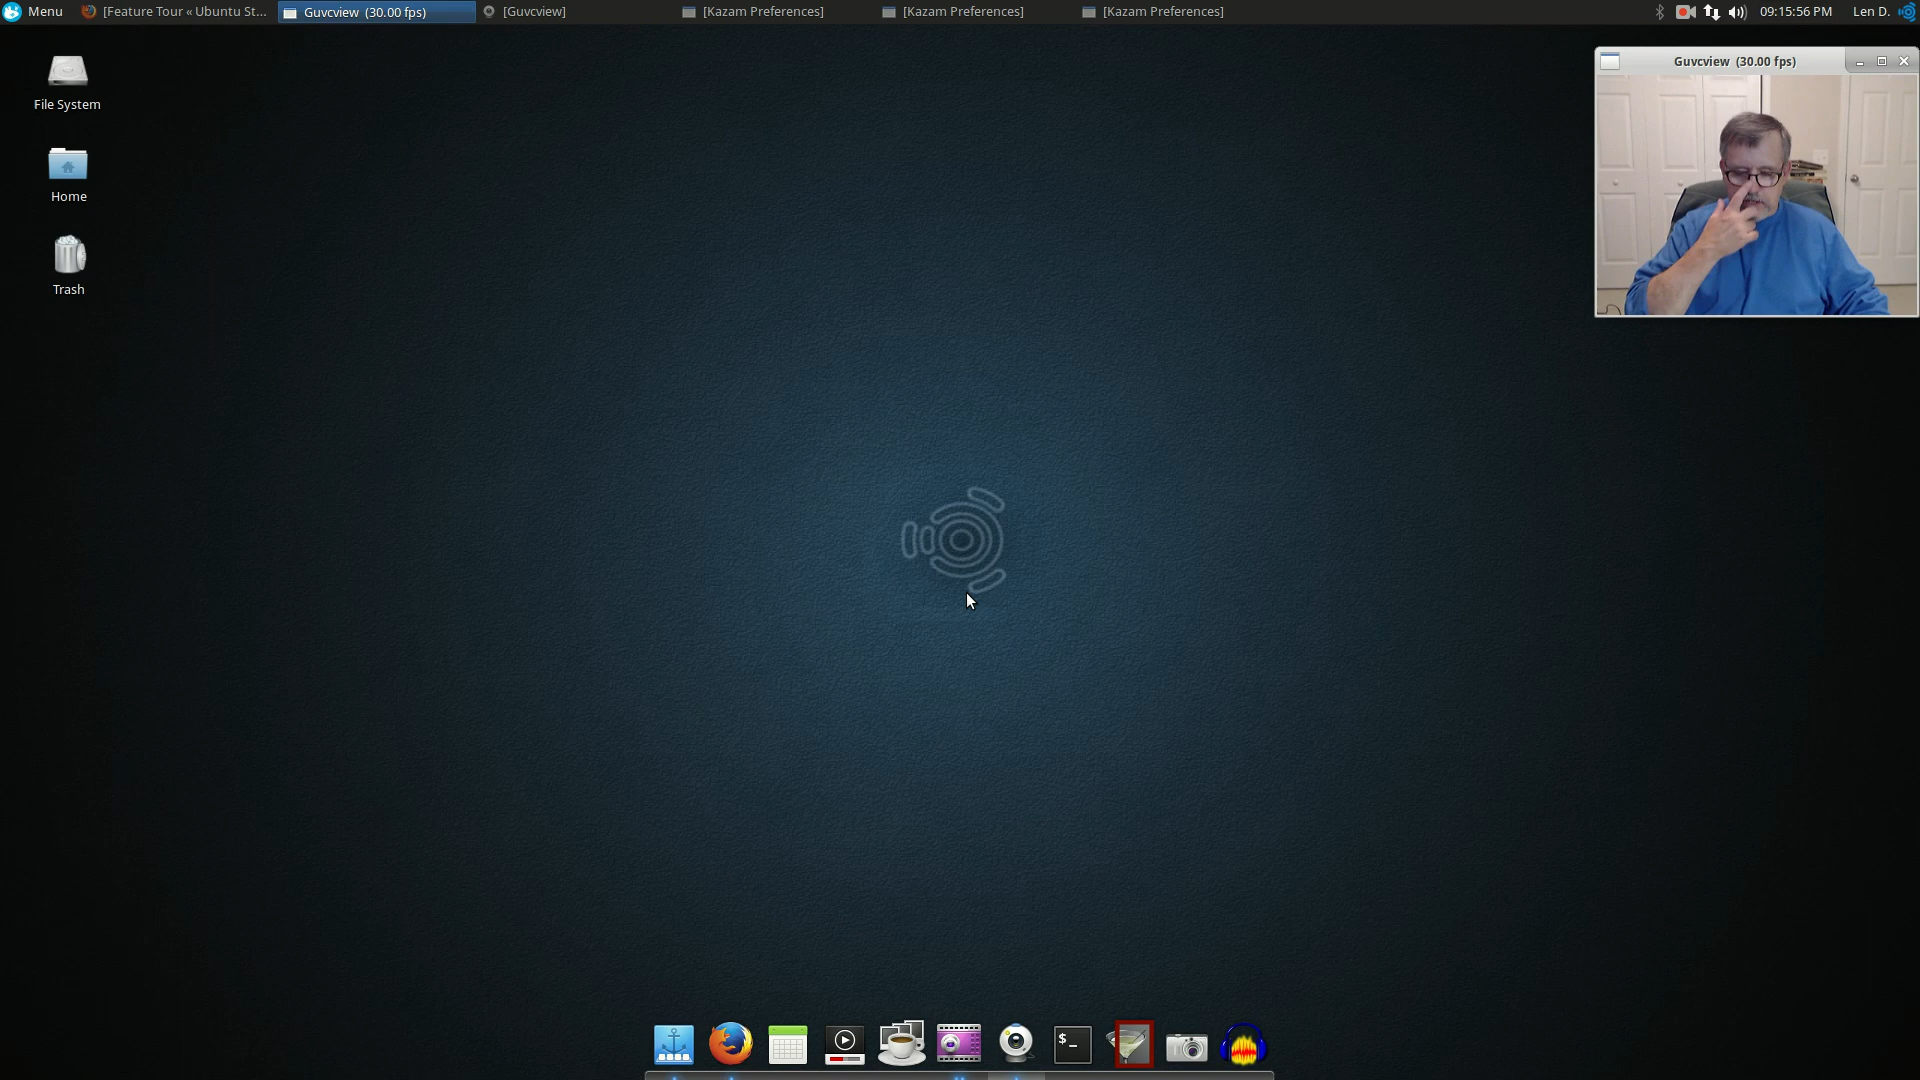 Menu
[Feature Tour « Ubuntu St...
Guvcview (30.00 fps)
[Guvcview]
[Kazam Preferences]
[Kazam Preferences]
[Kazam Preferences]
09:15:56 PM
Len D.
File System
Home
Trash
Guvcview (30.00 fps)
$_